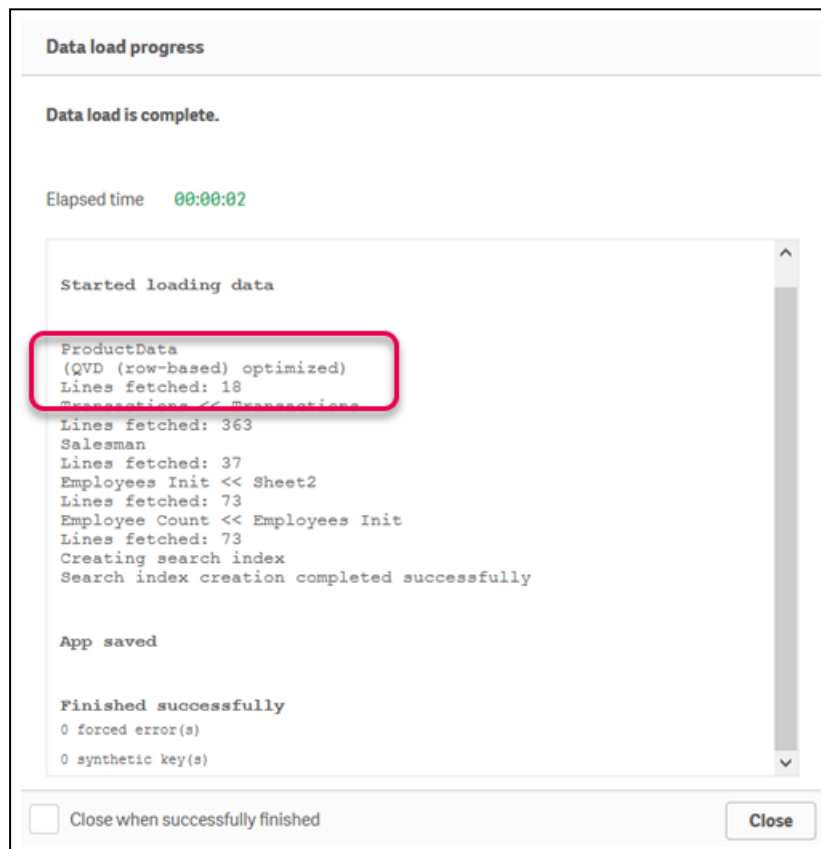 Data load progress
Data load is complete.
Elapsed time 00:00:02
Started loading data
ProductData
(QVD (row-based) optimized)
Lines fetched: 18
Transactions << Transactions
Lines fetched: 363
Salesman
Lines fetched: 37
Employees Init << Sheet2
Lines fetched: 73
Employee Count << Employees Init
Lines fetched: 73
Creating search index
Search index creation completed successfully
App saved
Finished successfully
0 forced error(s)
0 synthetic key(s)
Close when successfully finished
Close